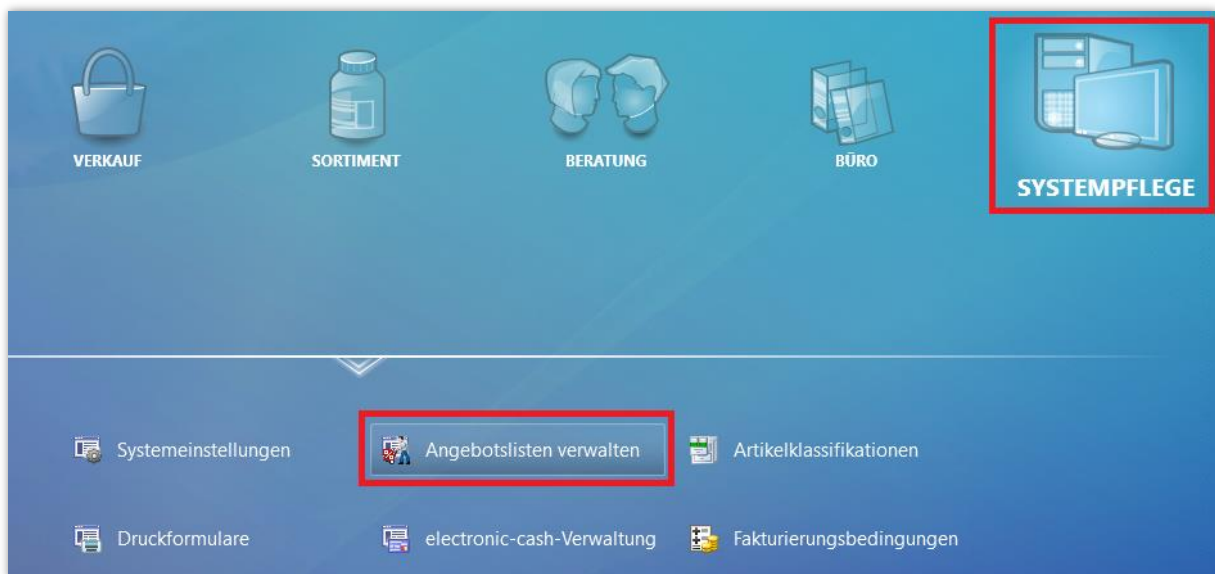 VERKAUF
SORTIMENT
BERATUNG
BÜRO
SYSTEMPFLEGE
Systemeinstellungen
Angebotslisten verwalten
Artikelklassifikationen
Druckformulare
electronic-cash-Verwaltung
Fakturierungsbedingungen